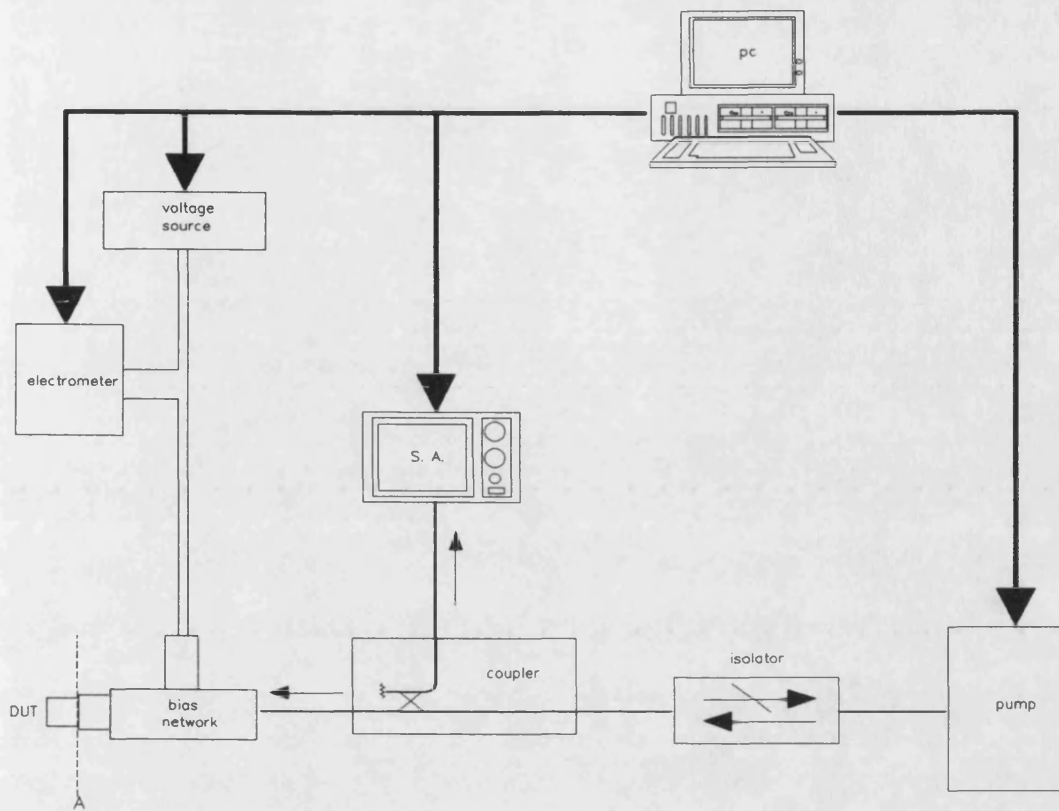 pc
voltage
source
electrometer
S. A.
coupler
isolator
pump
DUT
bias
network
A